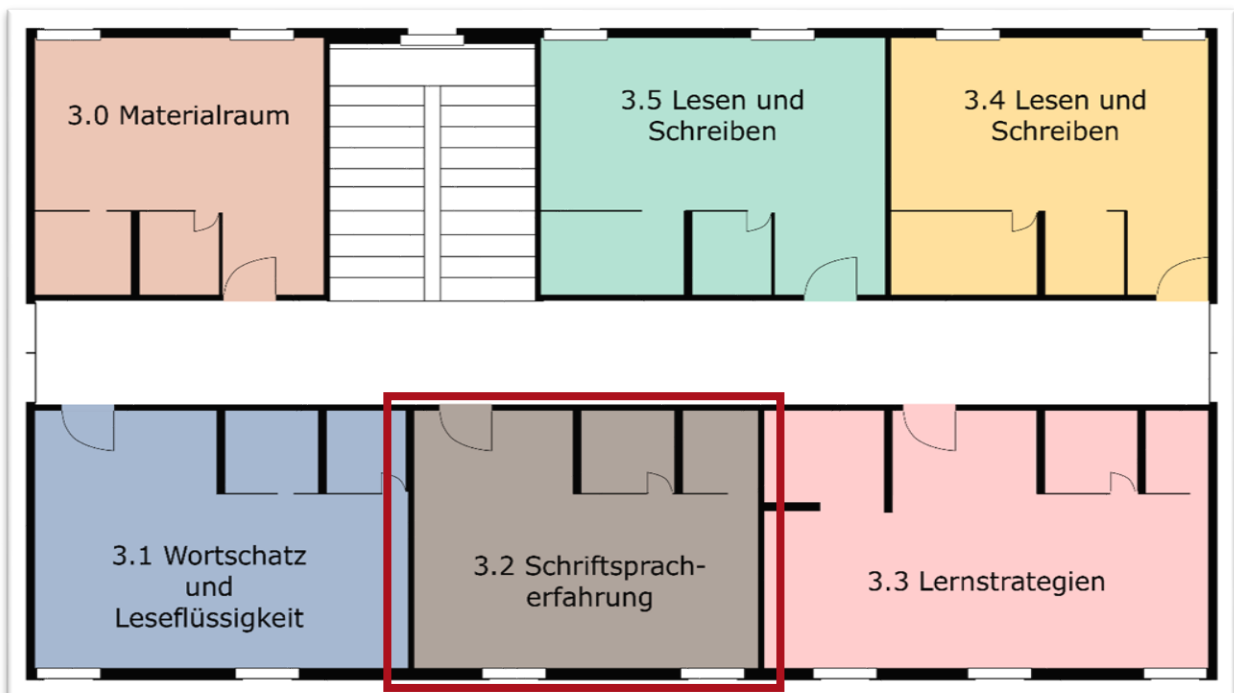 3.0 Materialraum
3.5 Lesen und
Schreiben
3.4 Lesen und
Schreiben
3.1 Wortschatz
und
Leseflüssigkeit
3.2 Schriftsprach-
erfahrung
3.3 Lernstrategien